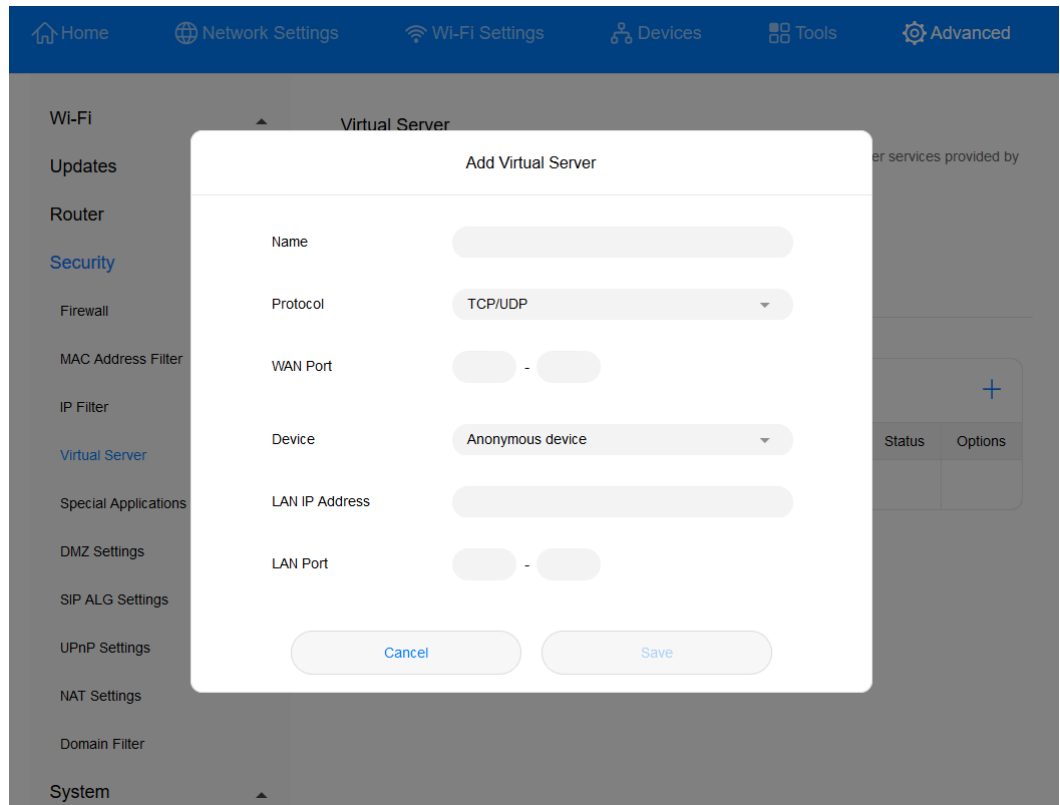 Home Network Settings Wi-Fi Settings Devices Tools Advanced
Wi-Fi
Updates
Router
Security
Firewall
MAC Address Filter
IP Filter
Virtual Server
Special Applications
DMZ Settings
SIP ALG Settings
UPnP Settings
NAT Settings
Domain Filter
System
Virtual Server
services provided by
Status Options
Add Virtual Server
Name
Protocol TCP/UDP
WAN Port -
Device Anonymous device
LAN IP Address
LAN Port -
Cancel Save